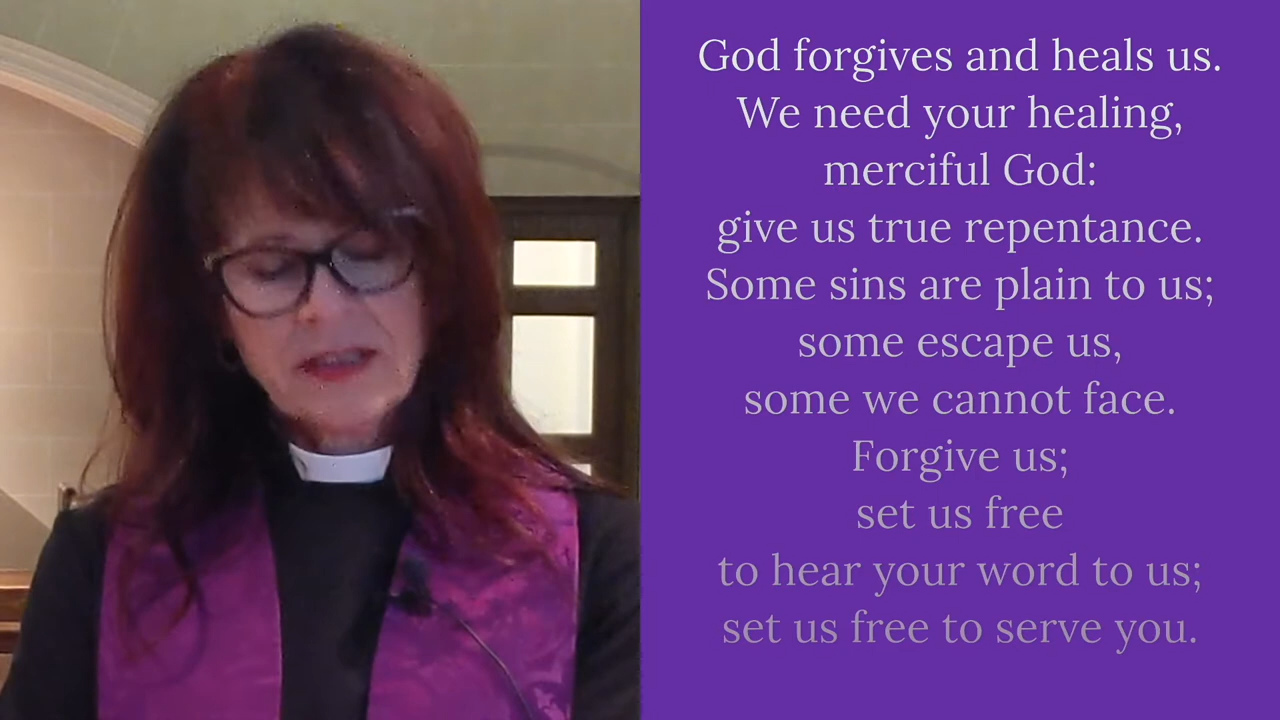 God forgives and heals us.
We need your healing,
merciful God:
give us true repentance.
Some sins are plain to us;
some escape us,
some we cannot face.
Forgive us;
set us free
to hear your word to us;
set us free to serve you.